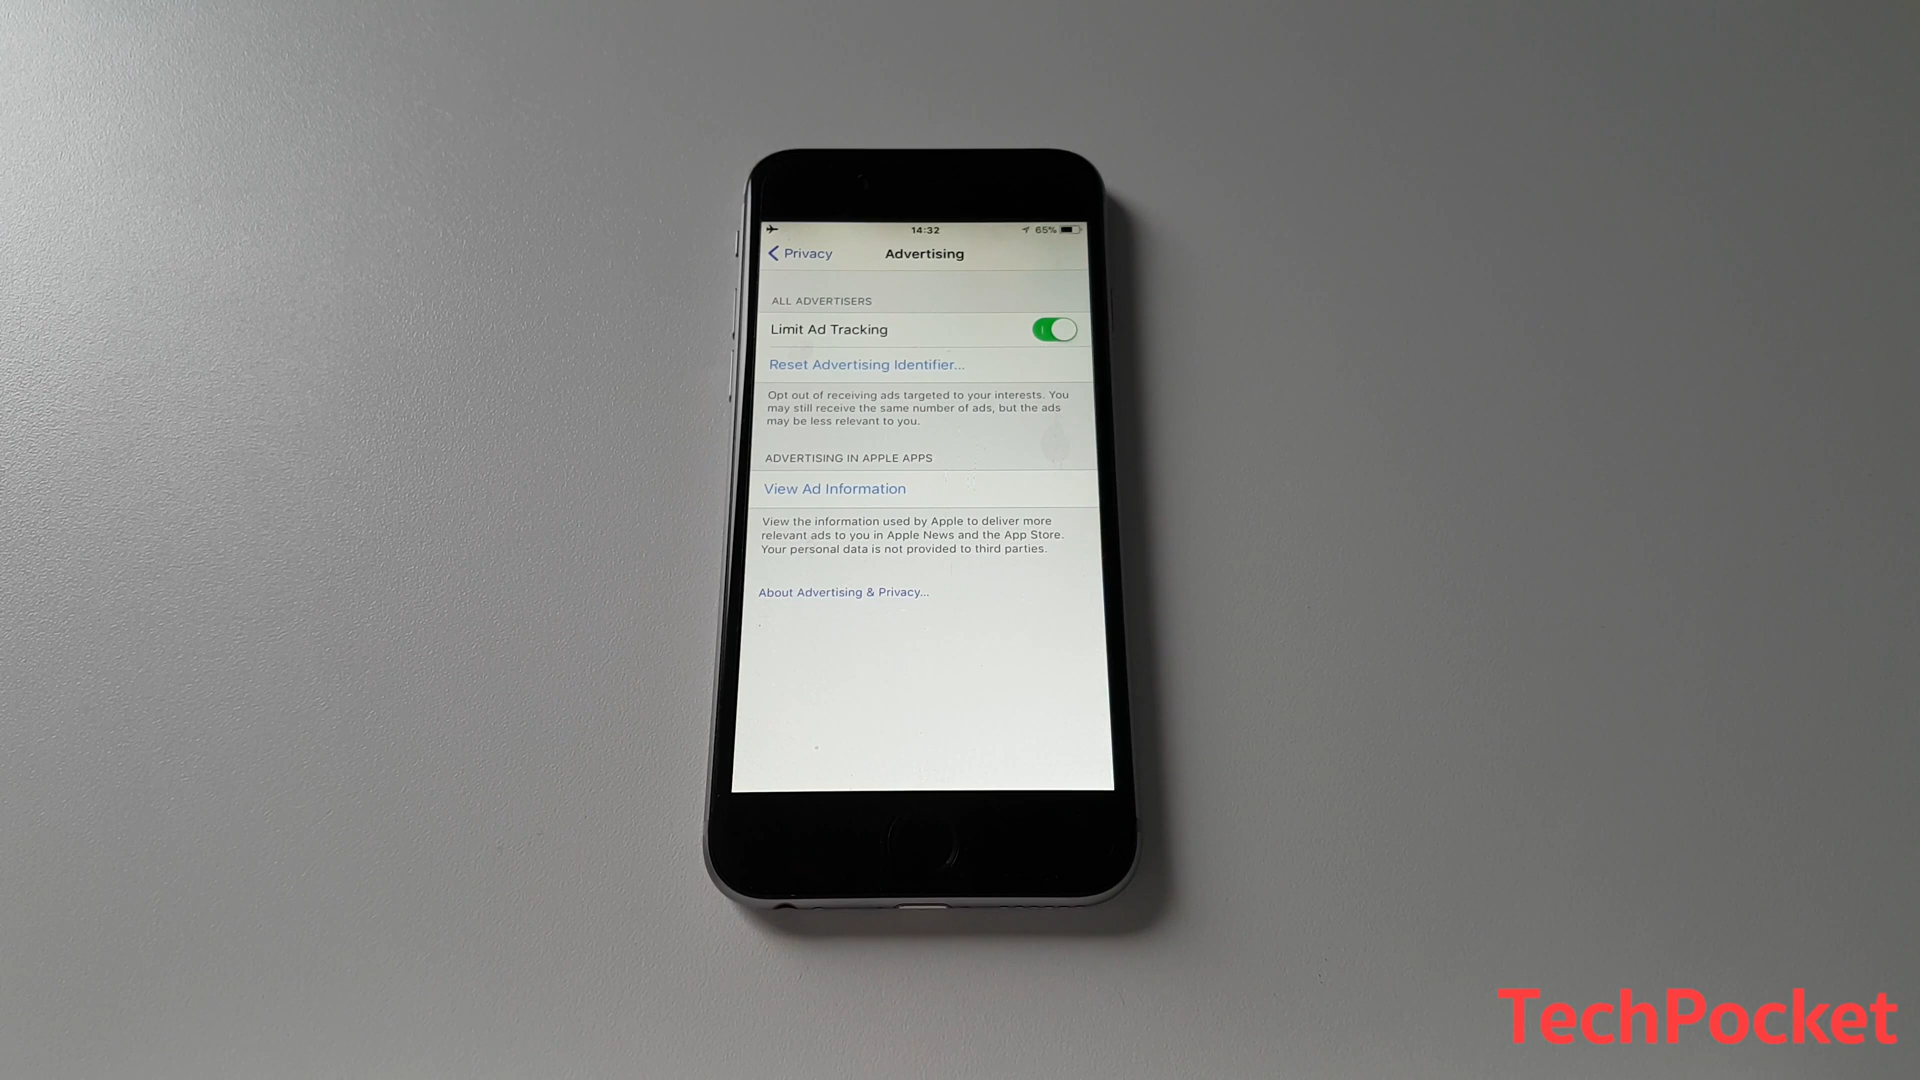 14:32
65%
Privacy
Advertising
ALL ADVERTISERS
Limit Ad Tracking
Reset Advertising Identifier...
Opt out of receiving ads targeted to your interests. You
may still receive the same number of ads, but the ads
may be less relevant to you.
ADVERTISING IN APPLE APPS
View Ad Information
View the information used by Apple to deliver more
relevant ads to you in Apple News and the App Store.
Your personal data is not provided to third parties.
About Advertising & Privacy...
TechPocket